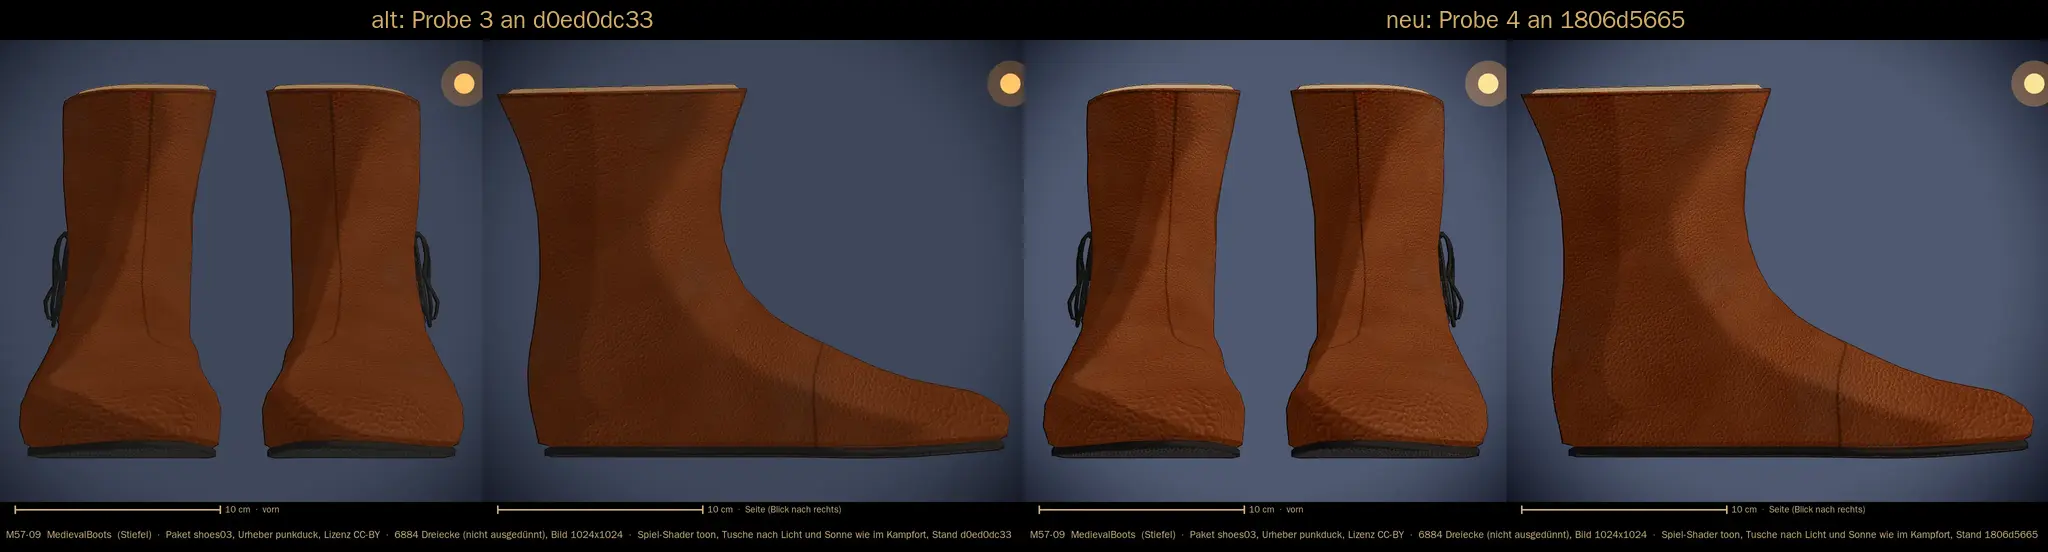 alt: Probe 3 an d0ed0dc33
neu: Probe 4 an 1806d5665
10 cm · vorn
10 cm · Seite (Blick nach rechts)
10 cm · vorn
10 cm · Seite (Blick nach rechts)
M57-09 MedievalBoots (Stiefel) · Paket shoes03, Urheber punkduck, Lizenz CC-BY · 6884 Dreiecke (nicht ausgedünnt), Bild 1024x1024 · Spiel-Shader toon, Tusche nach Licht und Sonne wie im Kampfort, Stand d0ed0dc33
M57-09 MedievalBoots (Stiefel) · Paket shoes03, Urheber punkduck, Lizenz CC-BY · 6884 Dreiecke (nicht ausgedünnt), Bild 1024x1024 · Spiel-Shader toon, Tusche nach Licht und Sonne wie im Kampfort, Stand 1806d5665